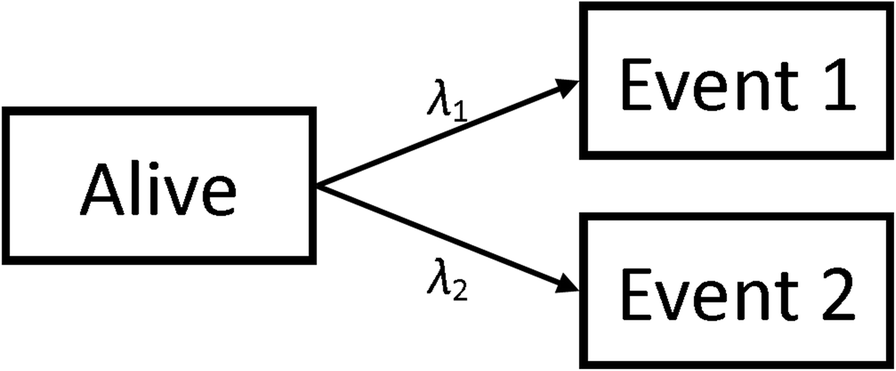 Alive
λ1
Event 1
λ2
Event 2